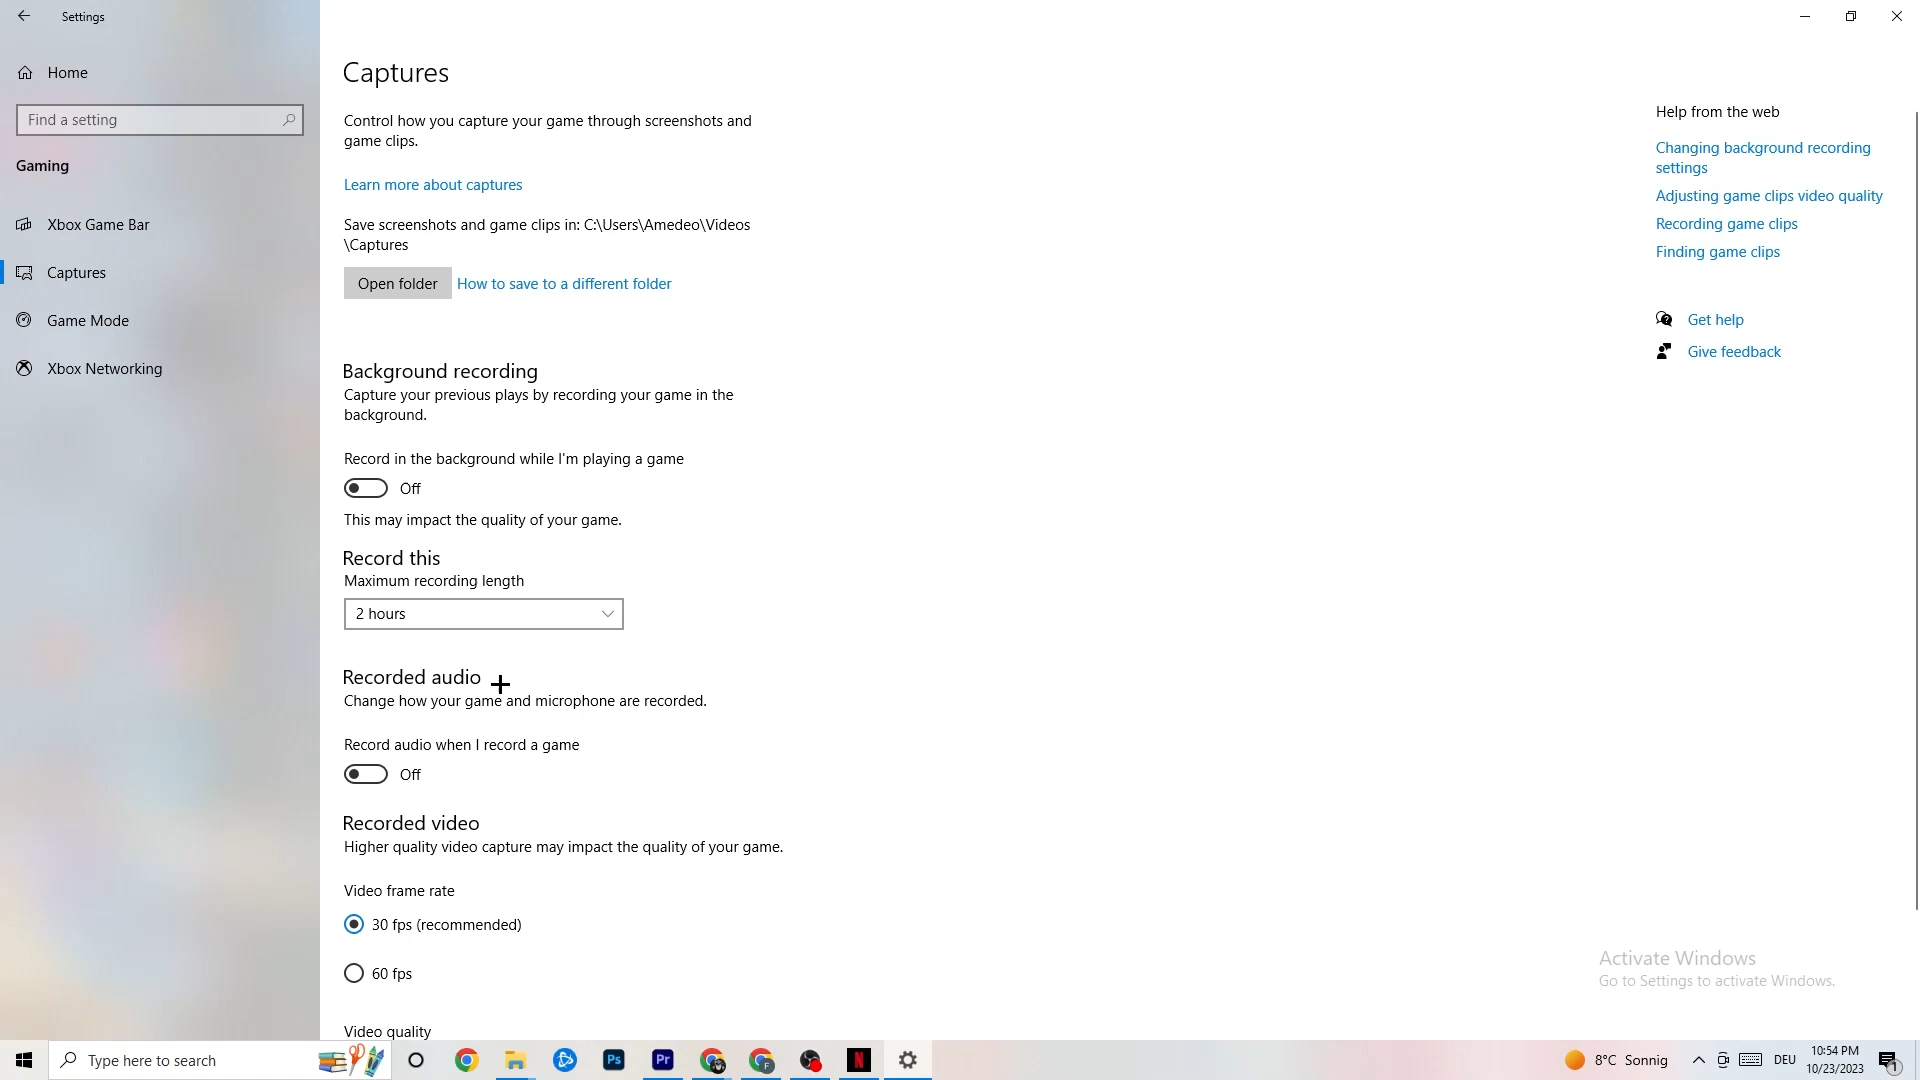 Settings
Home
Find a setting
Gaming
Xbox Game Bar
Captures
Game Mode
Xbox Networking
Captures
Control how you capture your game through screenshots and
game clips.
Learn more about captures
Save screenshots and game clips in: C:\Users\Amedeo\Videos
\Captures
Open folder
How to save to a different folder
Background recording
Capture your previous plays by recording your game in the
background.
Record in the background while I'm playing a game
Off
This may impact the quality of your game.
Record this
Maximum recording length
2 hours
Recorded audio
Change how your game and microphone are recorded.
Record audio when I record a game
Off
Recorded video
Higher quality video capture may impact the quality of your game.
Video frame rate
30 fps (recommended)
60 fps
Video quality
Help from the web
Changing background recording
settings
Adjusting game clips video quality
Recording game clips
Finding game clips
Get help
Give feedback
Activate Windows
Go to Settings to activate Windows.
Type here to search
Ps
Pr
F
N
8°C Sonnig
DEU
10:54 PM
10/23/2023
1